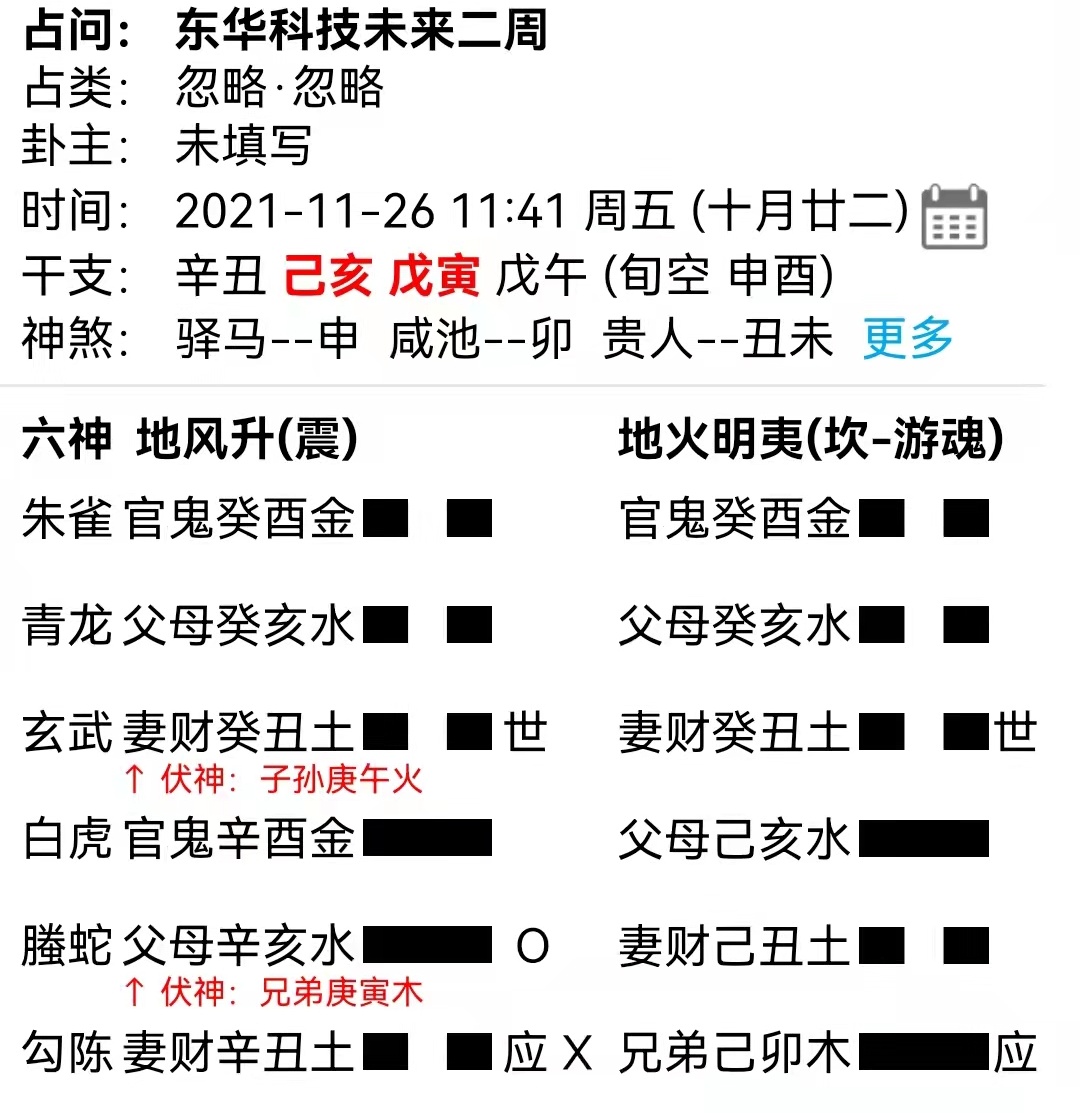 占问： 东华科技未来二周
占类： 忽略·忽略
卦主： 未填写
时间： 2021-11-26 11:41 周五 (十月廿二)
干支： 辛丑 己亥 戊寅 戊午 (旬空 申酉)
神煞： 驿马--申 咸池--卯 贵人--丑未 更多
六神 地风升(震) 地火明夷(坎-游魂)
朱雀 官鬼癸酉金 官鬼癸酉金
青龙 父母癸亥水 父母癸亥水
玄武 妻财癸丑土 世 妻财癸丑土 世
↑ 伏神：子孙庚午火
白虎 官鬼辛酉金 父母己亥水
螣蛇 父母辛亥水 O 妻财己丑土
↑ 伏神：兄弟庚寅木
勾陈 妻财辛丑土 应 X 兄弟己卯木 应